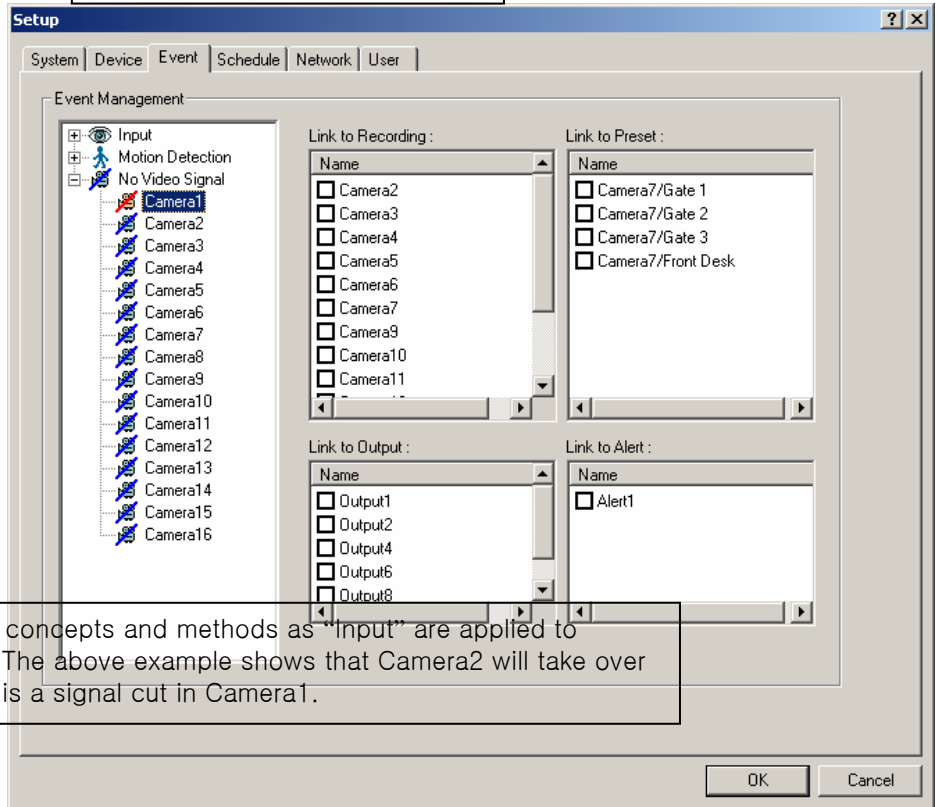 Setup
System Device Event Schedule Network User
Event Management
Input
Motion Detection
No Video Signal
Camera1
Camera2
Camera3
Camera4
Camera5
Camera6
Camera7
Camera8
Camera9
Camera10
Camera11
Camera12
Camera13
Camera14
Camera15
Camera16
Link to Recording :
Name
Camera2
Camera3
Camera4
Camera5
Camera6
Camera7
Camera9
Camera10
Camera11
Link to Preset :
Name
Camera7/Gate 1
Camera7/Gate 2
Camera7/Gate 3
Camera7/Front Desk
Link to Output :
Name
Output1
Output2
Output4
Output6
Output8
Link to Alert :
Name
Alert1
concepts and methods as “Input” are applied to
The above example shows that Camera2 will take over
is a signal cut in Camera1.
OK Cancel